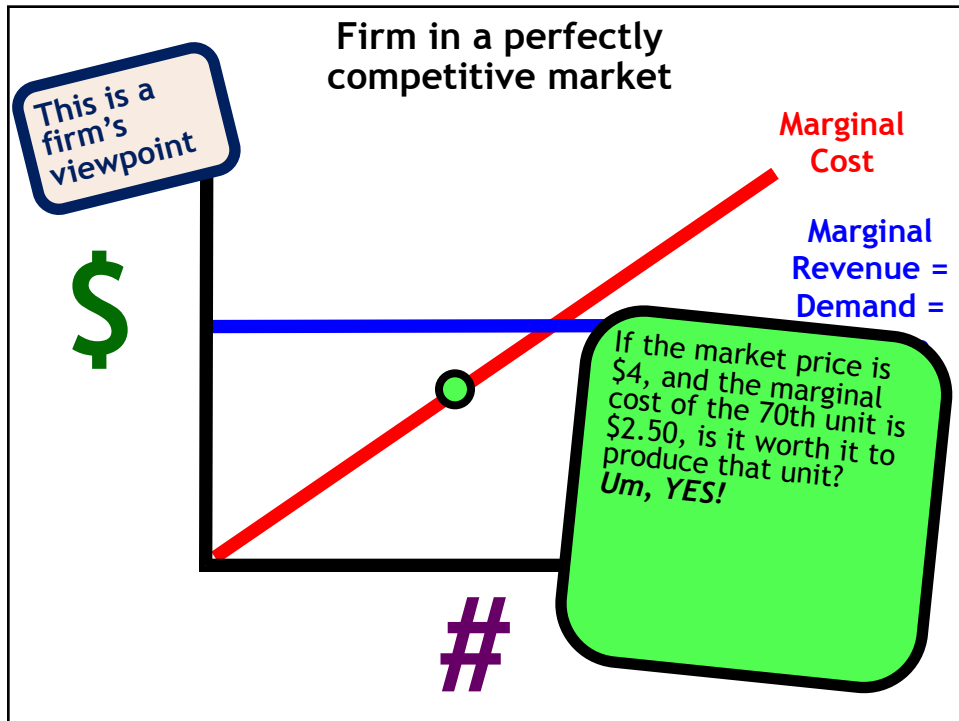 Firm in a perfectly
competitive market
This is a
firm's
viewpoint
Marginal
Cost
$
Marginal
Revenue =
Demand =
If the market price is
$4, and the marginal
cost of the 70th unit is
$2.50, is it worth it to
produce that unit?
Um, YES!
#